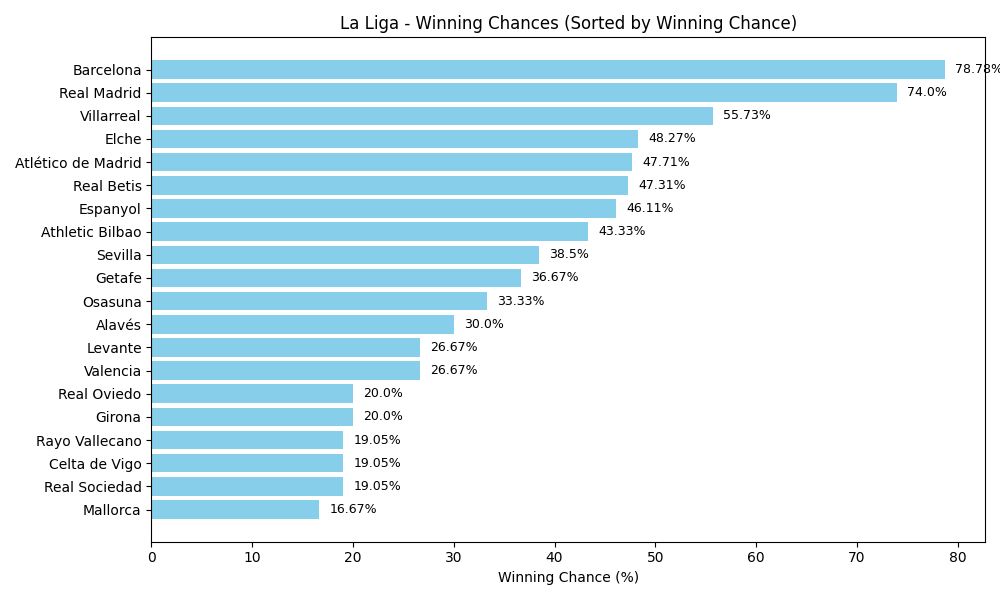 La Liga - Winning Chances (Sorted by Winning Chance)
Barcelona 78.78%
Real Madrid 74.0%
Villarreal 55.73%
Elche 48.27%
Atlético de Madrid 47.71%
Real Betis 47.31%
Espanyol 46.11%
Athletic Bilbao 43.33%
Sevilla 38.5%
Getafe 36.67%
Osasuna 33.33%
Alavés 30.0%
Levante 26.67%
Valencia 26.67%
Real Oviedo 20.0%
Girona 20.0%
Rayo Vallecano 19.05%
Celta de Vigo 19.05%
Real Sociedad 19.05%
Mallorca 16.67%
0 10 20 30 40 50 60 70 80
Winning Chance (%)